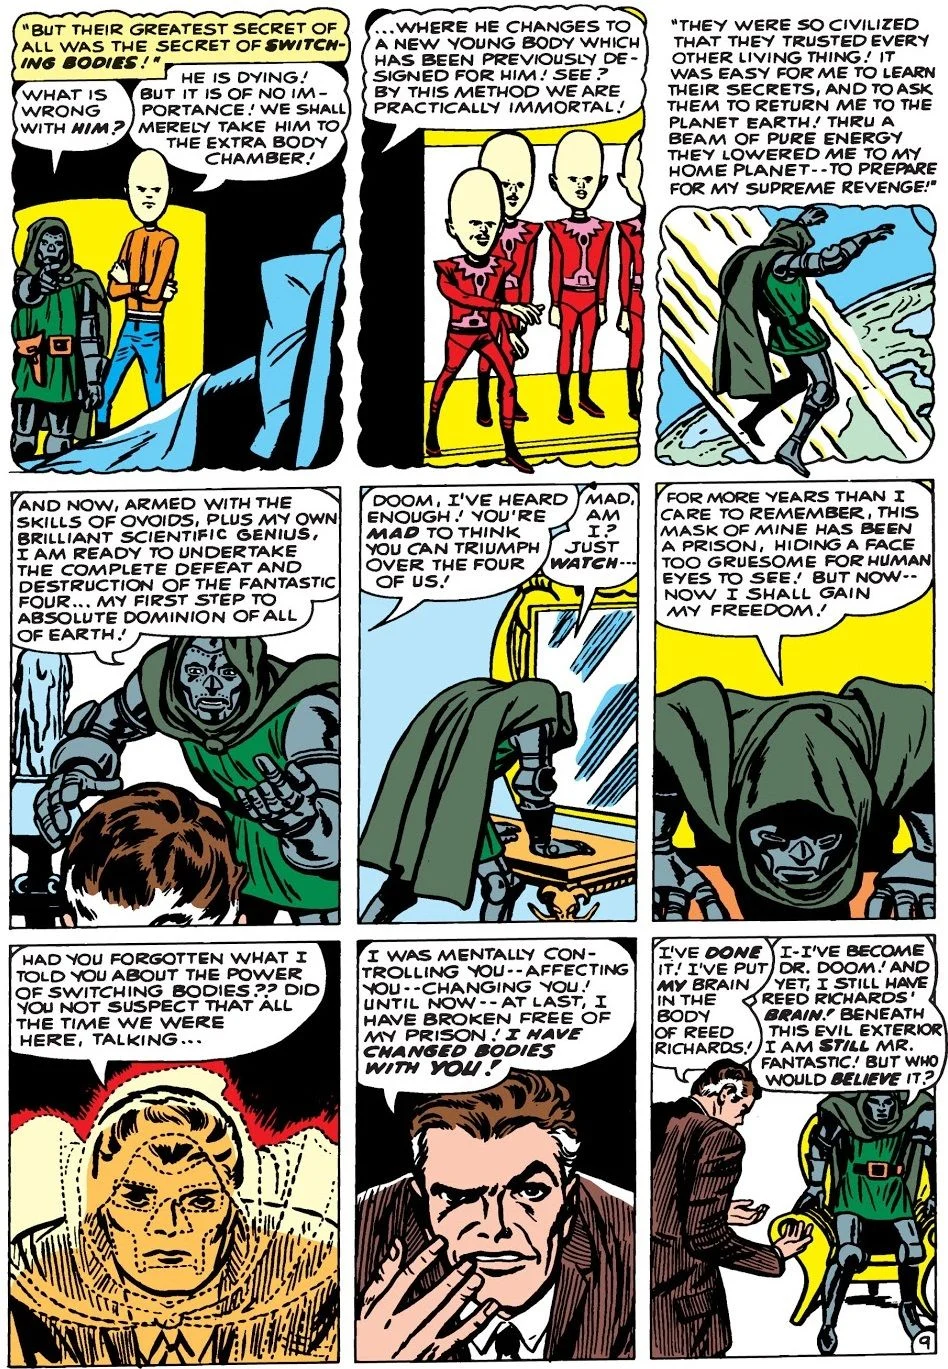 "BUT THEIR GREATEST SECRET OF
ALL WAS THE SECRET OF SWITCH-
ING BODIES!"
WHAT IS
WRONG
WITH HIM?
HE IS DYING!
BUT IT IS OF NO IM-
PORTANCE! WE SHALL
MERELY TAKE HIM TO
THE EXTRA BODY
CHAMBER!
...WHERE HE CHANGES TO
A NEW YOUNG BODY WHICH
HAS BEEN PREVIOUSLY DE-
SIGNED FOR HIM! SEE?
BY THIS METHOD WE ARE
PRACTICALLY IMMORTAL!
"THEY WERE SO CIVILIZED
THAT THEY TRUSTED EVERY
OTHER LIVING THING! IT
WAS EASY FOR ME TO LEARN
THEIR SECRETS, AND TO ASK
THEM TO RETURN ME TO THE
PLANET EARTH! THRU A
BEAM OF PURE ENERGY
THEY LOWERED ME TO MY
HOME PLANET--TO PREPARE
FOR MY SUPREME REVENGE!"
AND NOW, ARMED WITH THE
SKILLS OF OVOIDS, PLUS MY OWN
BRILLIANT SCIENTIFIC GENIUS,
I AM READY TO UNDERTAKE
THE COMPLETE DEFEAT AND
DESTRUCTION OF THE FANTASTIC
FOUR... MY FIRST STEP TO
ABSOLUTE DOMINION OF ALL
OF EARTH!
DOOM, I'VE HEARD
ENOUGH! YOU'RE
MAD TO THINK
YOU CAN TRIUMPH
OVER THE FOUR
OF US!
MAD,
AM
I?
JUST
WATCH---
FOR MORE YEARS THAN I
CARE TO REMEMBER, THIS
MASK OF MINE HAS BEEN
A PRISON, HIDING A FACE
TOO GRUESOME FOR HUMAN
EYES TO SEE! BUT NOW--
NOW I SHALL GAIN
MY FREEDOM!
HAD YOU FORGOTTEN WHAT I
TOLD YOU ABOUT THE POWER
OF SWITCHING BODIES?? DID
YOU NOT SUSPECT THAT ALL
THE TIME WE WERE
HERE, TALKING...
I WAS MENTALLY CON-
TROLLING YOU--AFFECTING
YOU--CHANGING YOU!
UNTIL NOW--AT LAST, I
HAVE BROKEN FREE OF
MY PRISON! I HAVE
CHANGED BODIES
WITH YOU!
I'VE DONE
IT! I'VE PUT
MY BRAIN
IN THE
BODY
OF REED
RICHARDS!
I-I'VE BECOME
DR. DOOM! AND
YET, I STILL HAVE
REED RICHARDS'
BRAIN! BENEATH
THIS EVIL EXTERIOR
I AM STILL MR.
FANTASTIC! BUT WHO
WOULD BELIEVE IT?
9